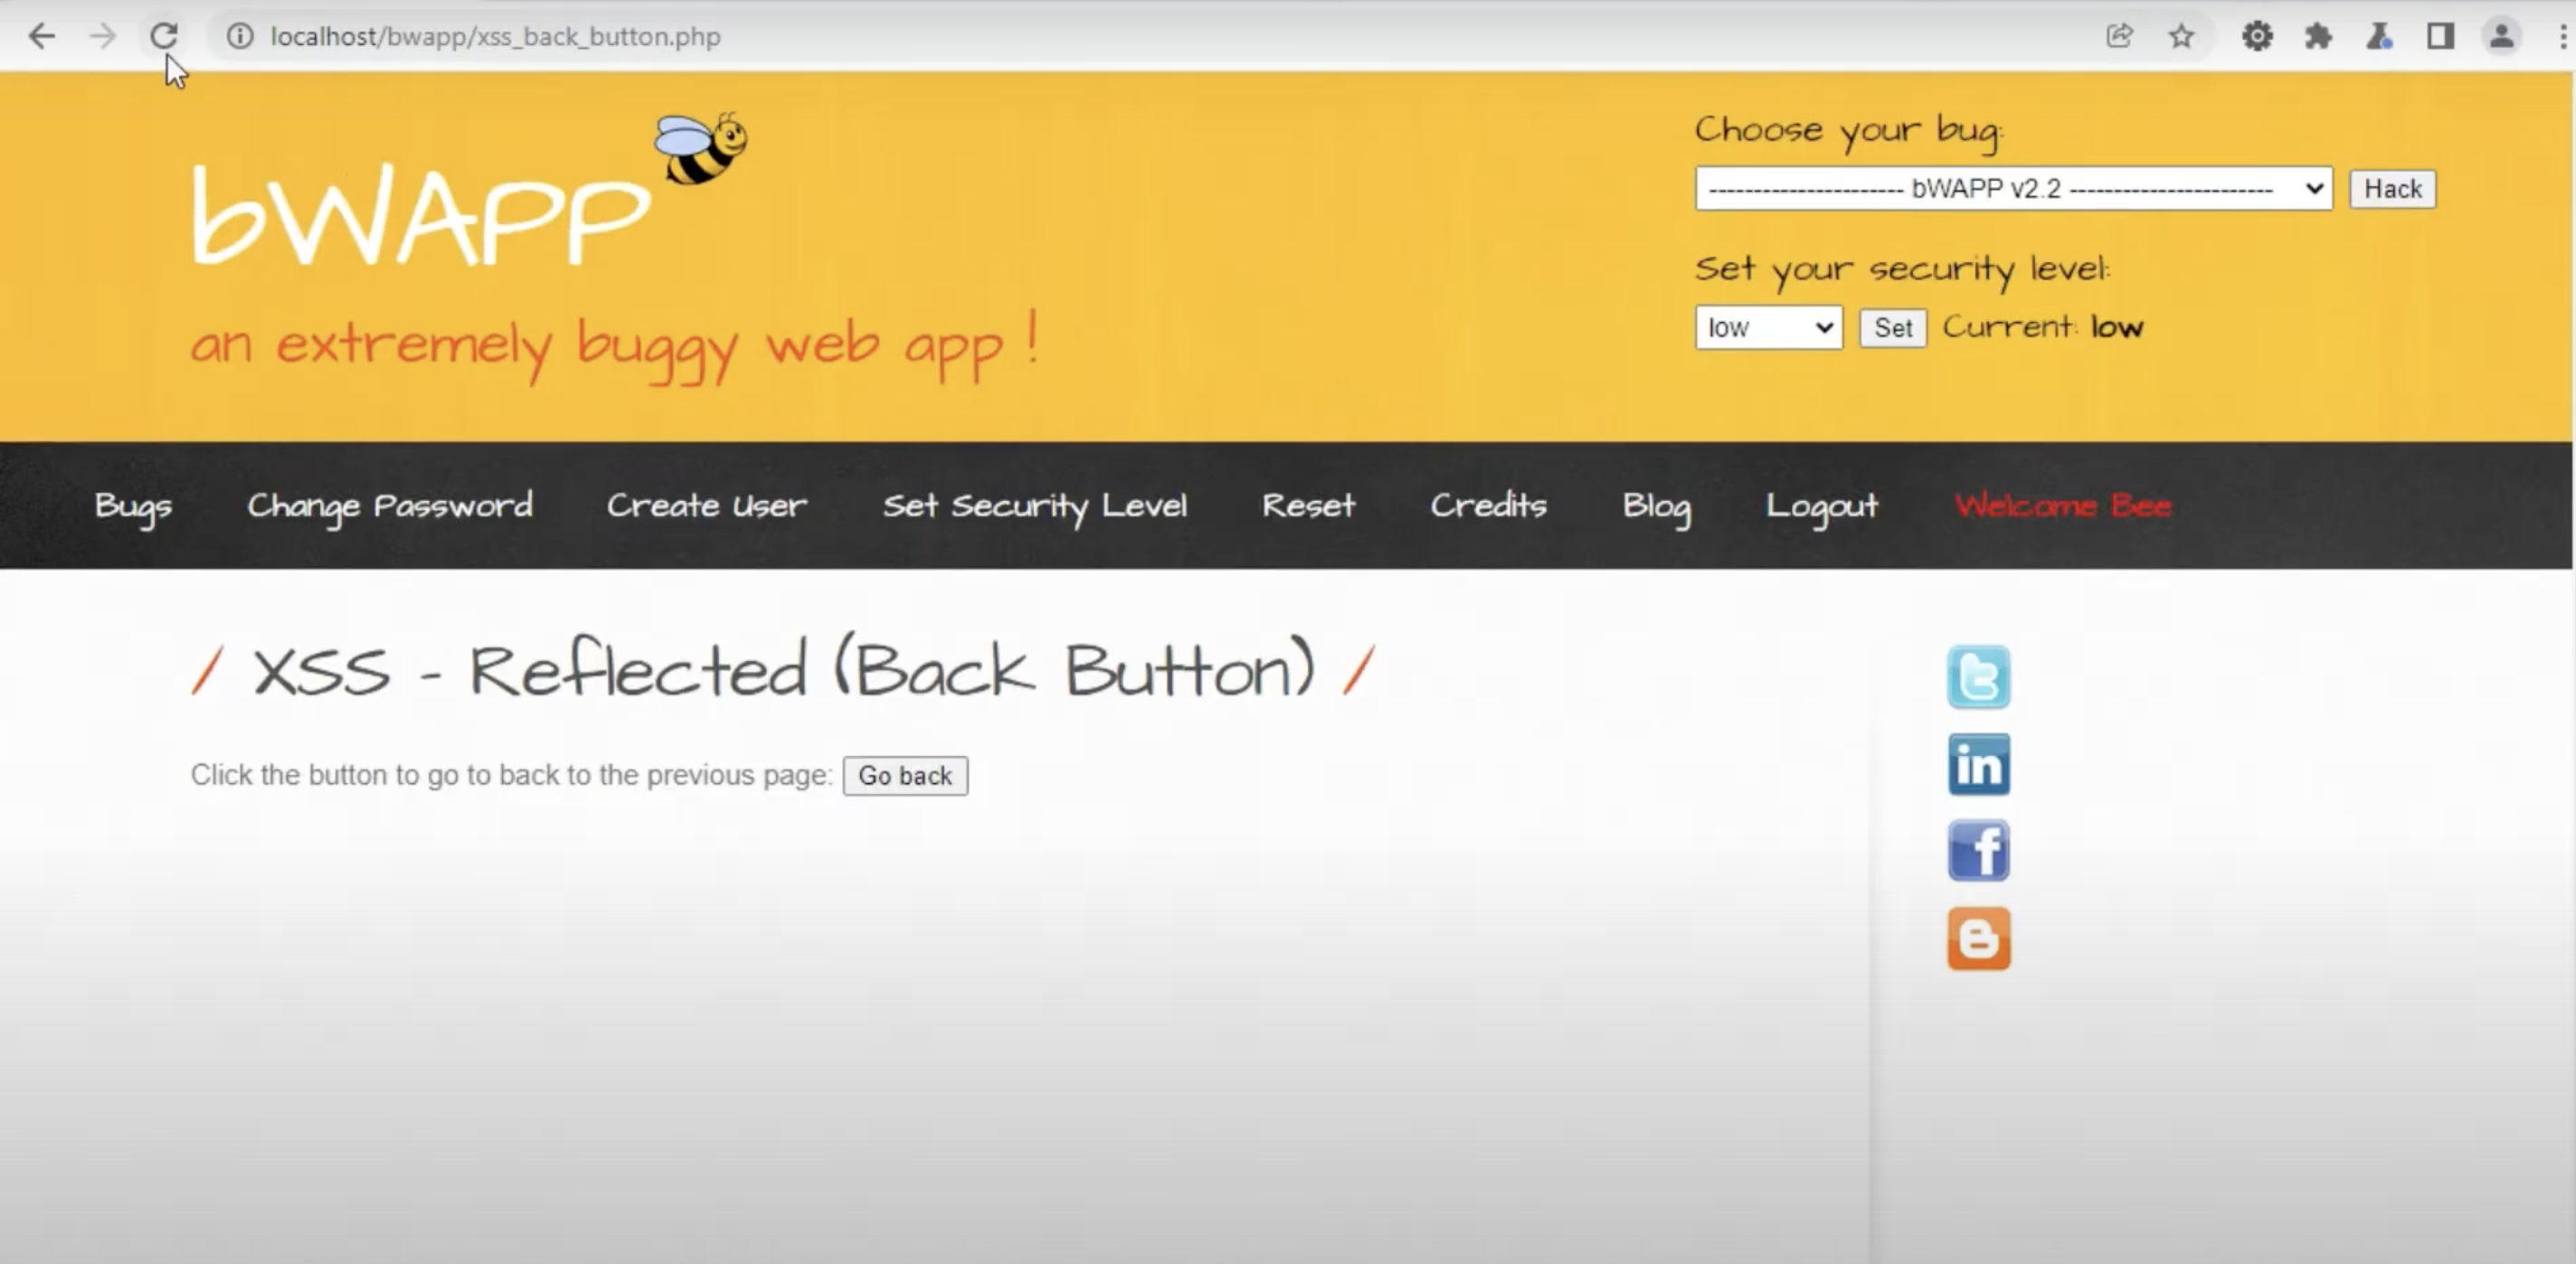 localhost/bwapp/xss_back_button.php
bWAPP
an extremely buggy web app !
Choose your bug:
---------------------- bWAPP v2.2 ----------------------- Hack
Set your security level:
low Set Current: low
Bugs Change Password Create User Set Security Level Reset Credits Blog Logout Welcome Bee
/ XSS - Reflected (Back Button) /
Click the button to go to back to the previous page: Go back